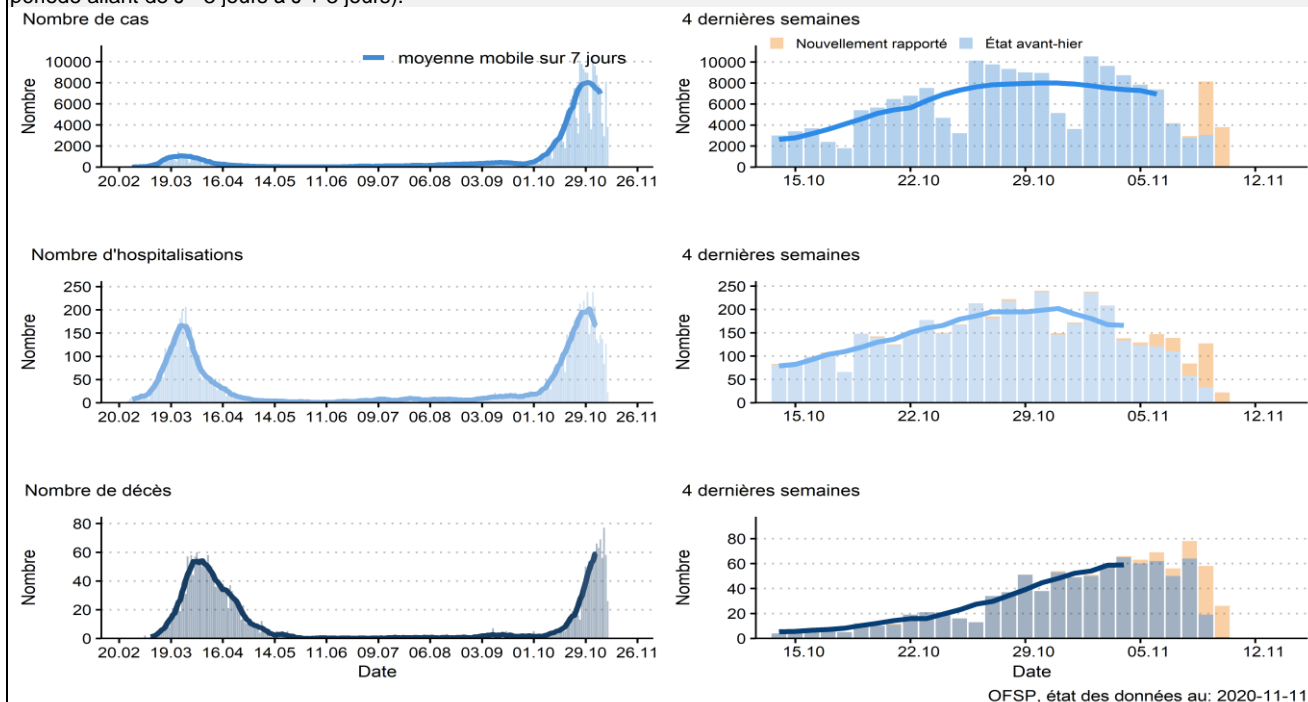 période allant de J - 3 jours à J + 3 jours).
Nombre de cas
moyenne mobile sur 7 jours
Nombre
10000
8000
6000
4000
2000
0
20.02 19.03 16.04 14.05 11.06 09.07 06.08 03.09 01.10 29.10 26.11
4 dernières semaines
Nouvellement rapporté État avant-hier
Nombre
10000
8000
6000
4000
2000
0
15.10 22.10 29.10 05.11 12.11
Nombre d'hospitalisations
Nombre
250
200
150
100
50
0
20.02 19.03 16.04 14.05 11.06 09.07 06.08 03.09 01.10 29.10 26.11
4 dernières semaines
Nombre
250
200
150
100
50
0
15.10 22.10 29.10 05.11 12.11
Nombre de décès
Nombre
80
60
40
20
0
20.02 19.03 16.04 14.05 11.06 09.07 06.08 03.09 01.10 29.10 26.11
Date
4 dernières semaines
Nombre
80
60
40
20
0
15.10 22.10 29.10 05.11 12.11
Date
OFSP, état des données au: 2020-11-11